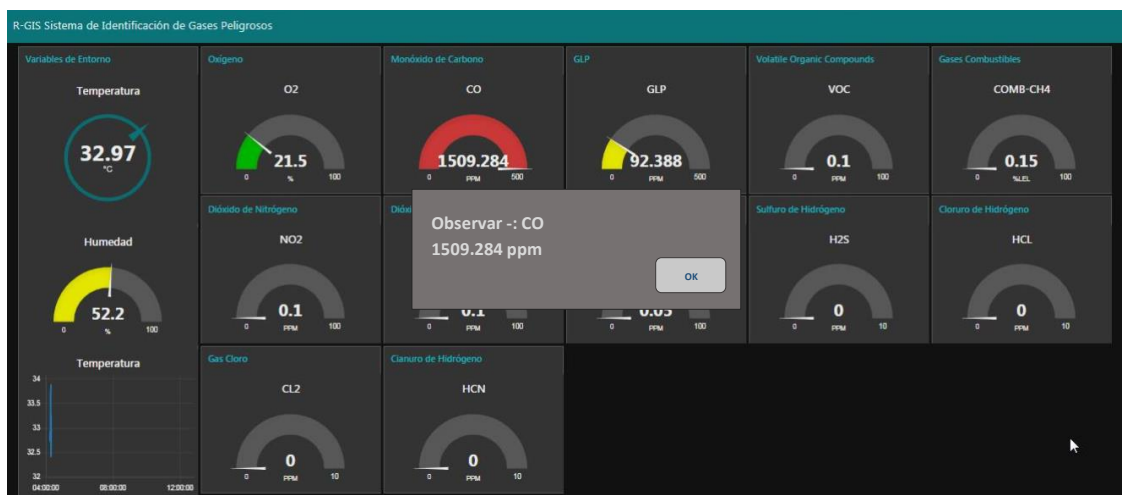 R-GIS Sistema de Identificación de Gases Peligrosos
Variables de Entorno
Temperatura
32.97
°C
Humedad
52.2
0 % 100
Temperatura
34
33.5
33
32.5
32
04:00:00 08:00:00 12:00:00
Oxígeno
O2
21.5
0 % 100
Monóxido de Carbono
CO
1509.284
0 PPM 500
GLP
GLP
92.388
0 PPM 500
Volatile Organic Compounds
VOC
0.1
0 PPM 100
Gases Combustibles
COMB-CH4
0.15
0 %LEL 100
Dióxido de Nitrógeno
NO2
0.1
0 PPM 100
0 PPM 100
0.05
0 PPM 100
Observar -: CO
1509.284 ppm
OK
Sulfuro de Hidrógeno
H2S
0
0 PPM 10
Cloruro de Hidrógeno
HCL
0
0 PPM 10
Gas Cloro
CL2
0
0 PPM 10
Cianuro de Hidrógeno
HCN
0
0 PPM 10